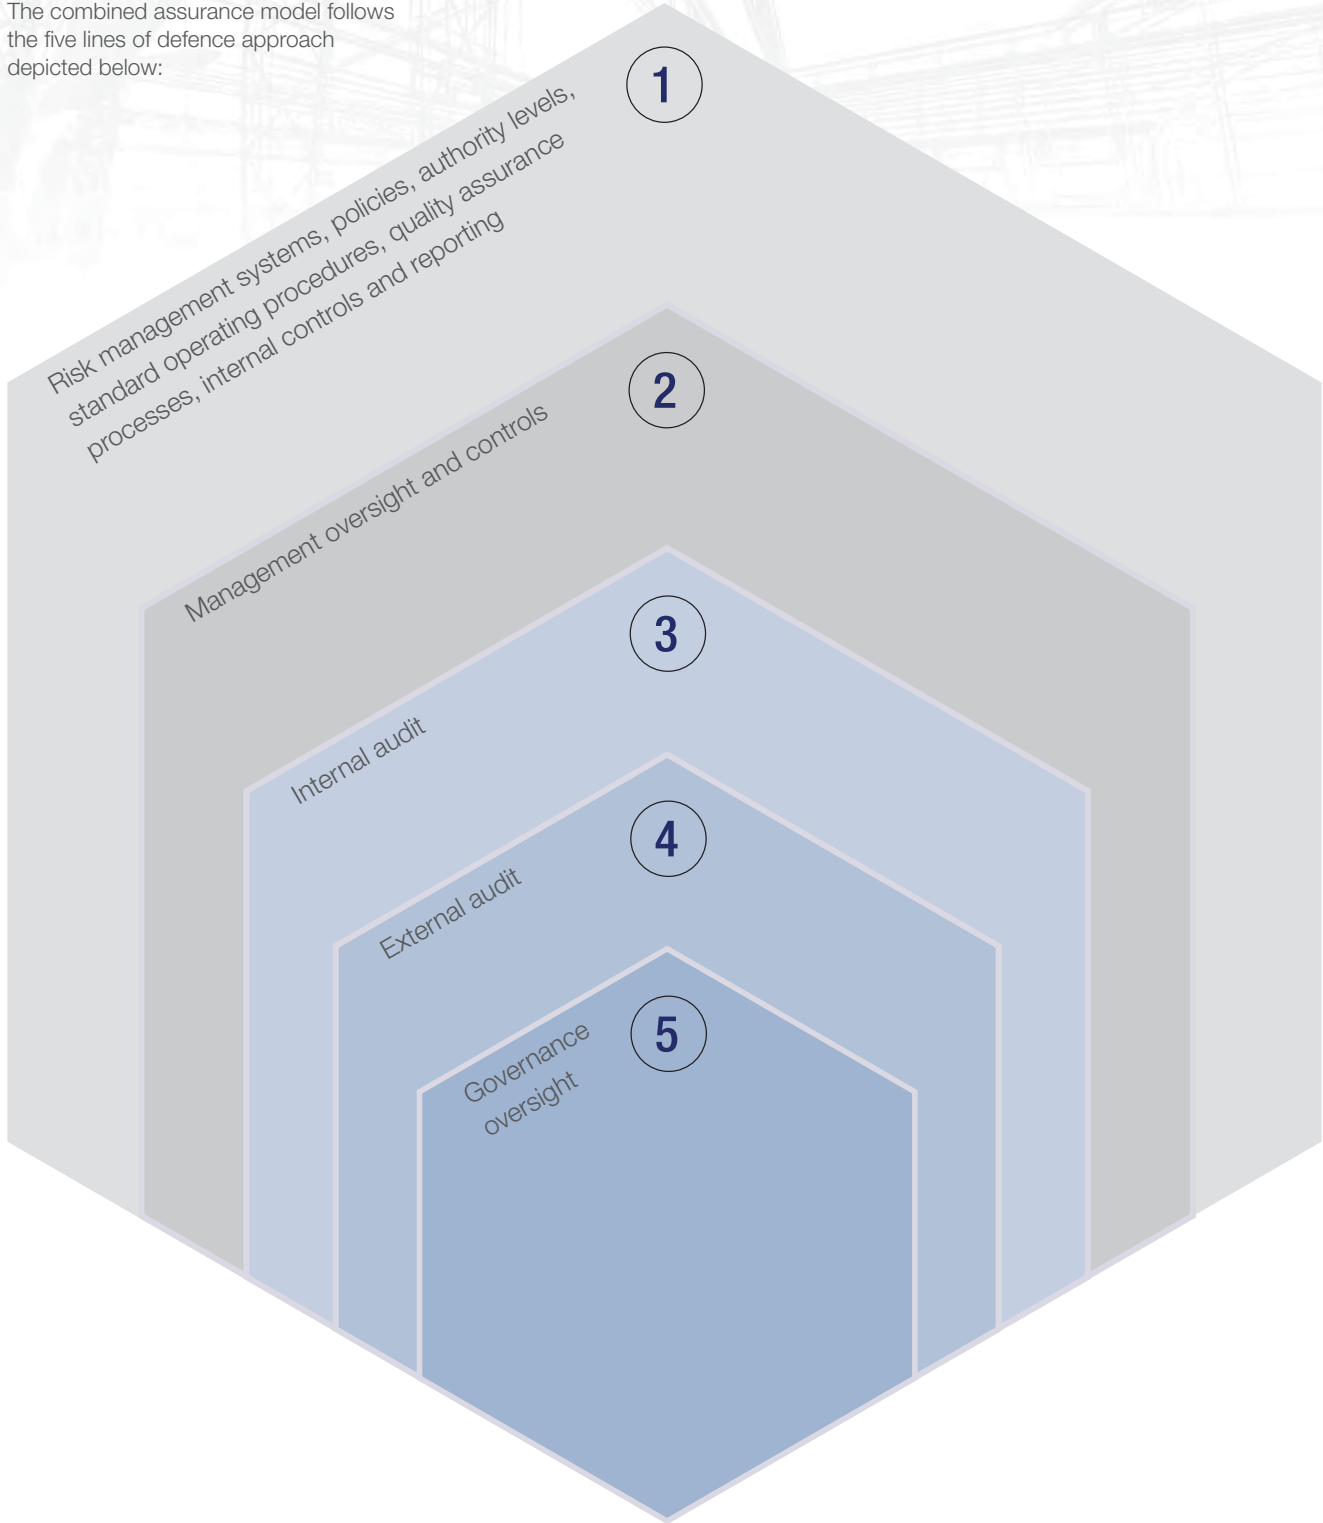 The combined assurance model follows
the five lines of defence approach
depicted below:
1
Risk management systems, policies, authority levels,
standard operating procedures, quality assurance
processes, internal controls and reporting
2
Management oversight and controls
3
Internal audit
4
External audit
5
Governance
oversight